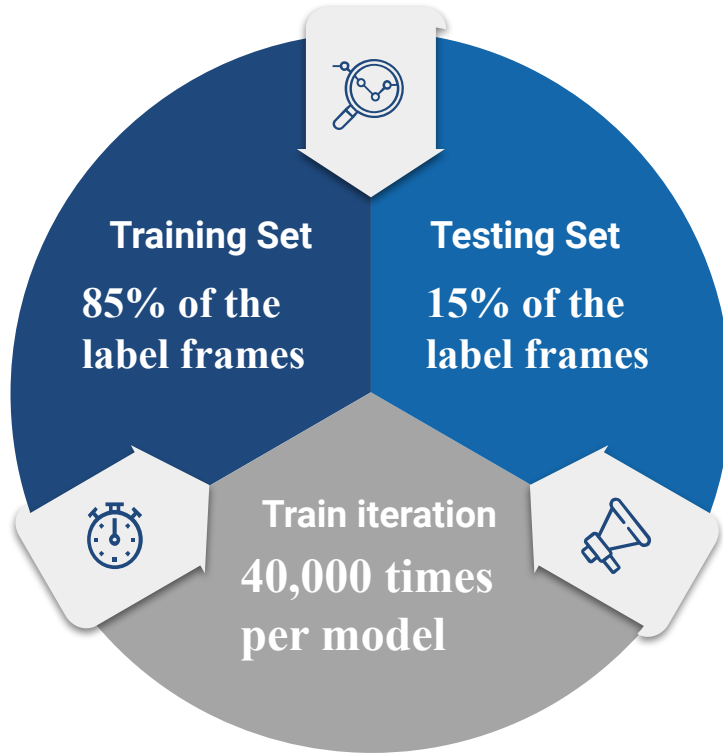 Training Set
85% of the
label frames
Testing Set
15% of the
label frames
Train iteration
40,000 times
per model